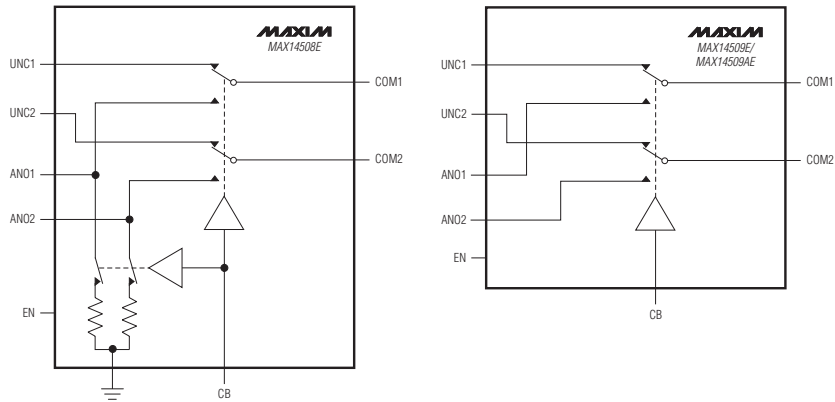 MAXIM
MAX14508E
UNC1
COM1
UNC2
COM2
ANO1
ANO2
EN
CB
MAXIM
MAX14509E/
MAX14509AE
UNC1
COM1
UNC2
COM2
ANO1
ANO2
EN
CB